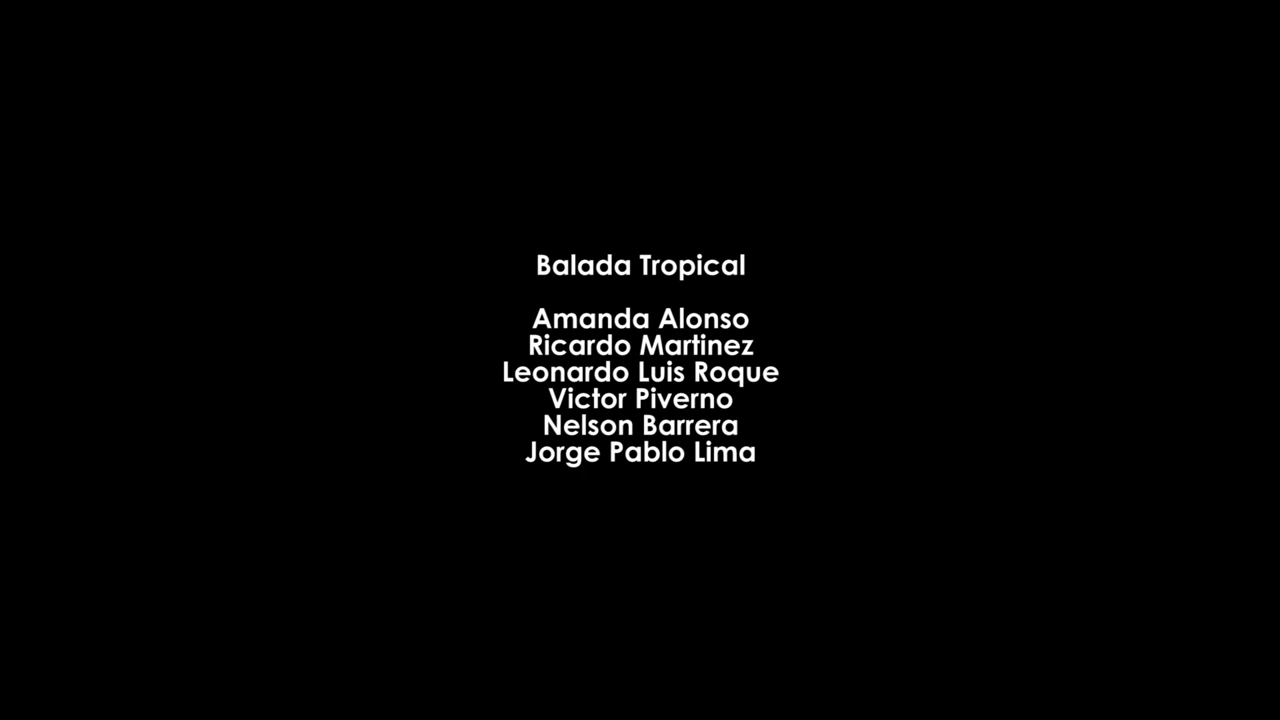 Balada Tropical
Amanda Alonso
Ricardo Martinez
Leonardo Luis Roque
Victor Piverno
Nelson Barrera
Jorge Pablo Lima